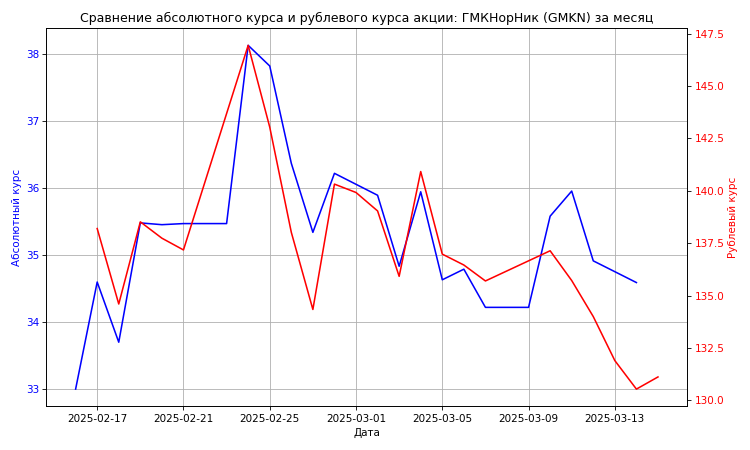 Сравнение абсолютного курса и рублевого курса акции: ГМКНорНик (GMKN) за месяц
38
37
36
35
34
33
Абсолютный курс
147.5
145.0
142.5
140.0
137.5
135.0
132.5
130.0
Рублевый курс
2025-02-17 2025-02-21 2025-02-25 2025-03-01 2025-03-05 2025-03-09 2025-03-13
Дата